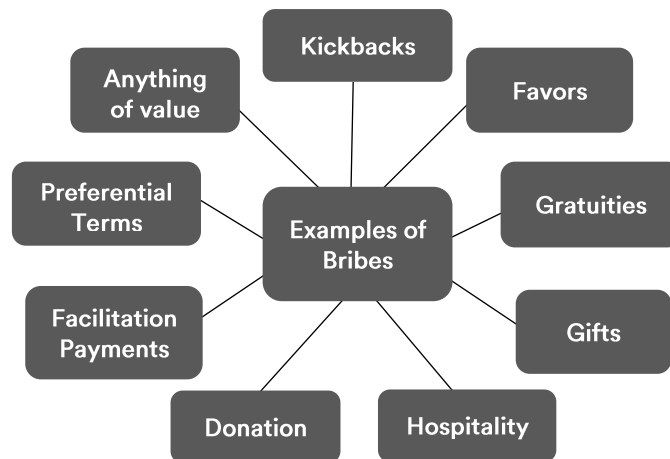 Kickbacks
Anything
of value
Favors
Preferential
Terms
Examples of
Bribes
Gratuities
Facilitation
Payments
Gifts
Donation
Hospitality